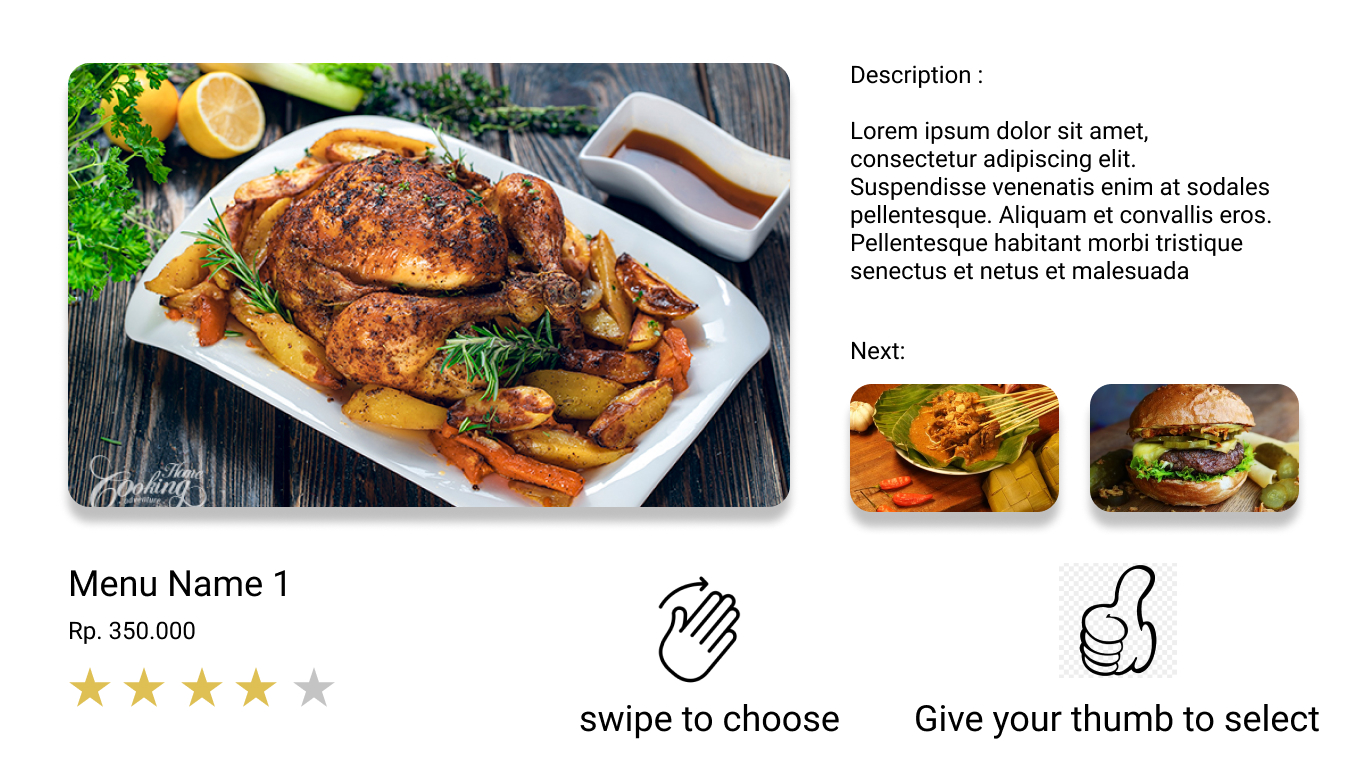 Description :
Lorem ipsum dolor sit amet,
consectetur adipiscing elit.
Suspendisse venenatis enim at sodales
pellentesque. Aliquam et convallis eros.
Pellentesque habitant morbi tristique
senectus et netus et malesuada
Next:
Home
Cooking
adventure
Menu Name 1
Rp. 350.000
swipe to choose
Give your thumb to select